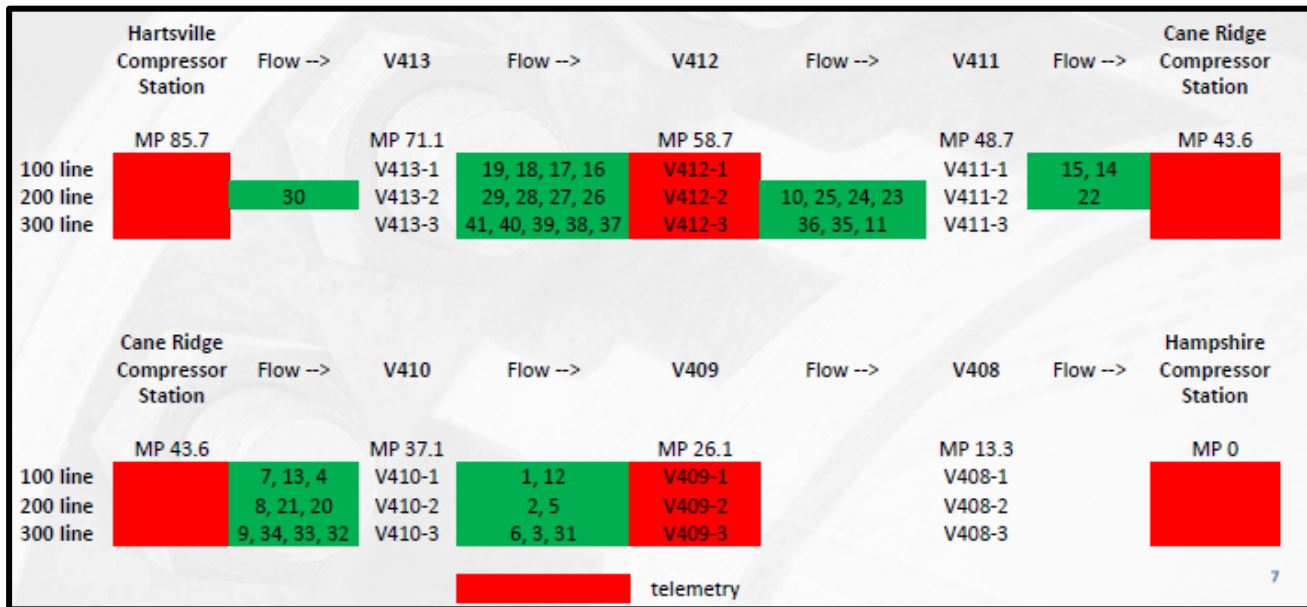 Hartsville Compressor Station Flow --> V413 Flow --> V412 Flow --> V411 Flow --> Cane Ridge Compressor Station
MP 85.7 MP 71.1 MP 58.7 MP 48.7 MP 43.6
100 line V413-1 19, 18, 17, 16 V412-1 V411-1 15, 14
200 line 30 V413-2 29, 28, 27, 26 V412-2 10, 25, 24, 23 V411-2 22
300 line V413-3 41, 40, 39, 38, 37 V412-3 36, 35, 11 V411-3
Cane Ridge Compressor Station Flow --> V410 Flow --> V409 Flow --> V408 Flow --> Hampshire Compressor Station
MP 43.6 MP 37.1 MP 26.1 MP 13.3 MP 0
100 line 7, 13, 4 V410-1 1, 12 V409-1 V408-1
200 line 8, 21, 20 V410-2 2, 5 V409-2 V408-2
300 line 9, 34, 33, 32 V410-3 6, 3, 31 V409-3 V408-3
telemetry
7